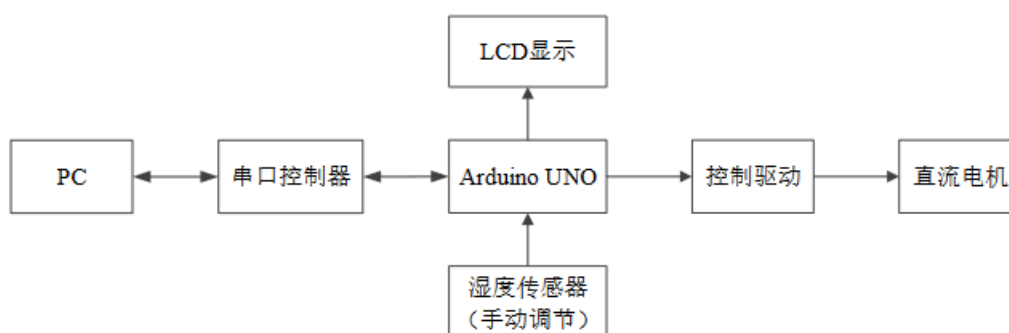 LCD显示
PC
串口控制器
Arduino UNO
控制驱动
直流电机
湿度传感器
（手动调节）